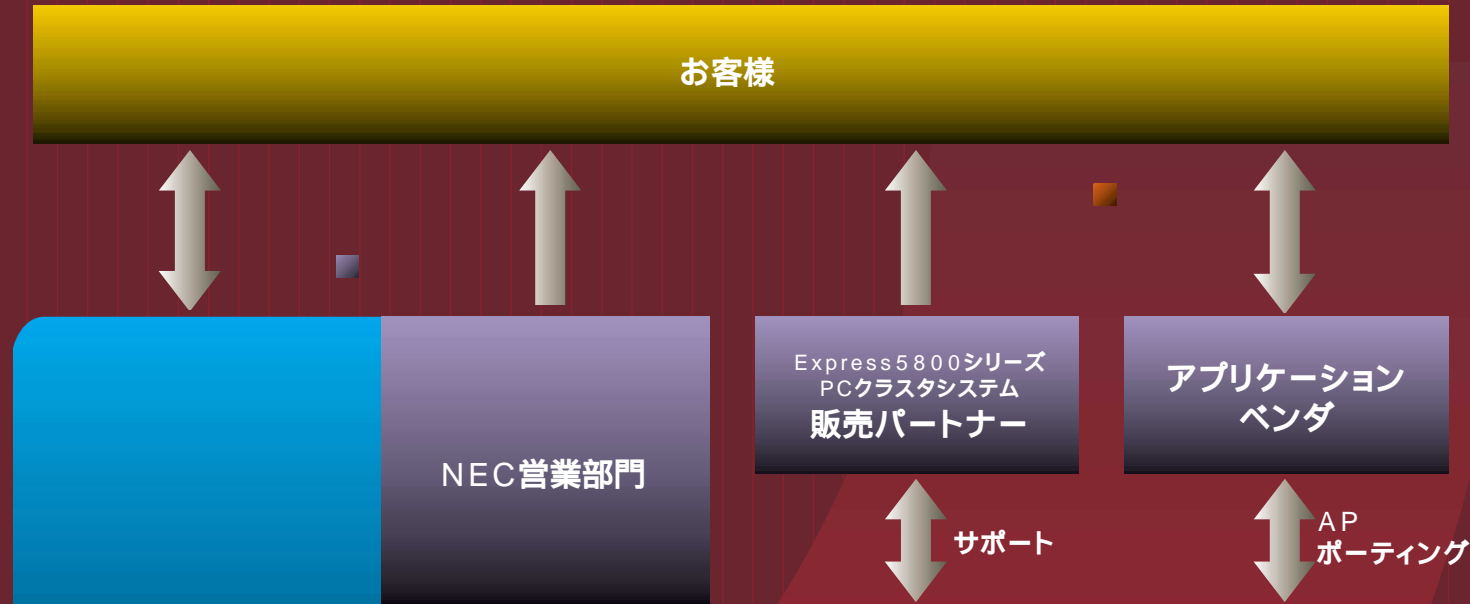 お客様
Express5800シリーズ
PCクラスタシステム
販売パートナー
アプリケーション
ベンダ
NEC営業部門
サポート
AP
ポーティング